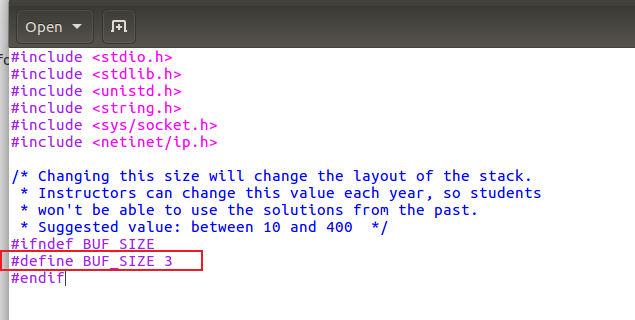 Open
#include <stdio.h>
#include <stdlib.h>
#include <unistd.h>
#include <string.h>
#include <sys/socket.h>
#include <netinet/ip.h>
/* Changing this size will change the layout of the stack.
* Instructors can change this value each year, so students
* won't be able to use the solutions from the past.
* Suggested value: between 10 and 400 */
#ifndef BUF_SIZE
#define BUF_SIZE 3
#endif